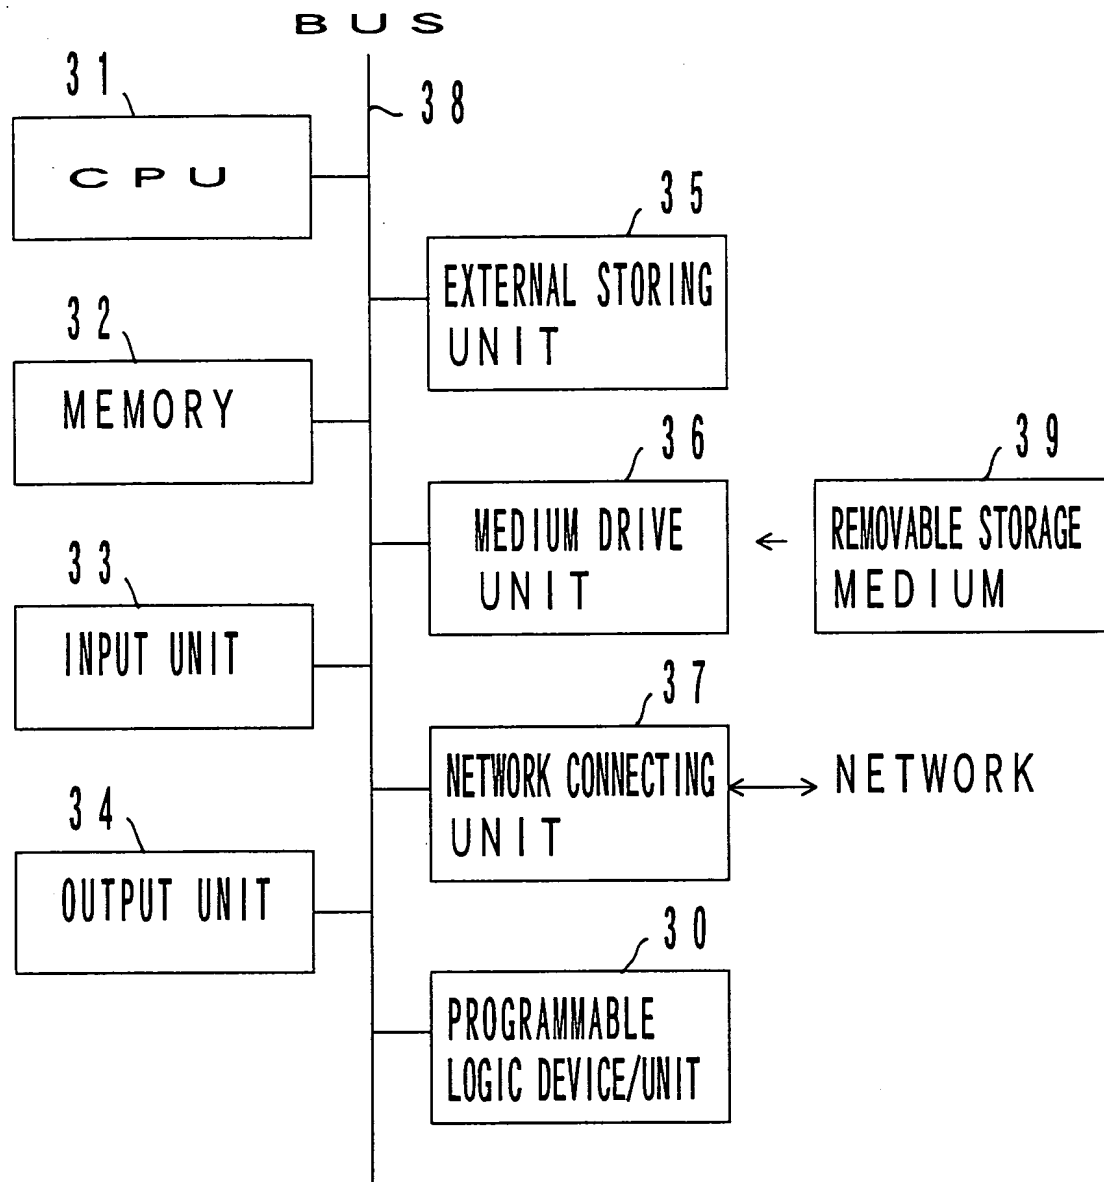 BUS
38
31
CPU
35
EXTERNAL STORING
UNIT
32
MEMORY
36
MEDIUM DRIVE
UNIT
39
REMOVABLE STORAGE
MEDIUM
33
INPUT UNIT
37
NETWORK CONNECTING
UNIT
NETWORK
34
OUTPUT UNIT
30
PROGRAMMABLE
LOGIC DEVICE/UNIT